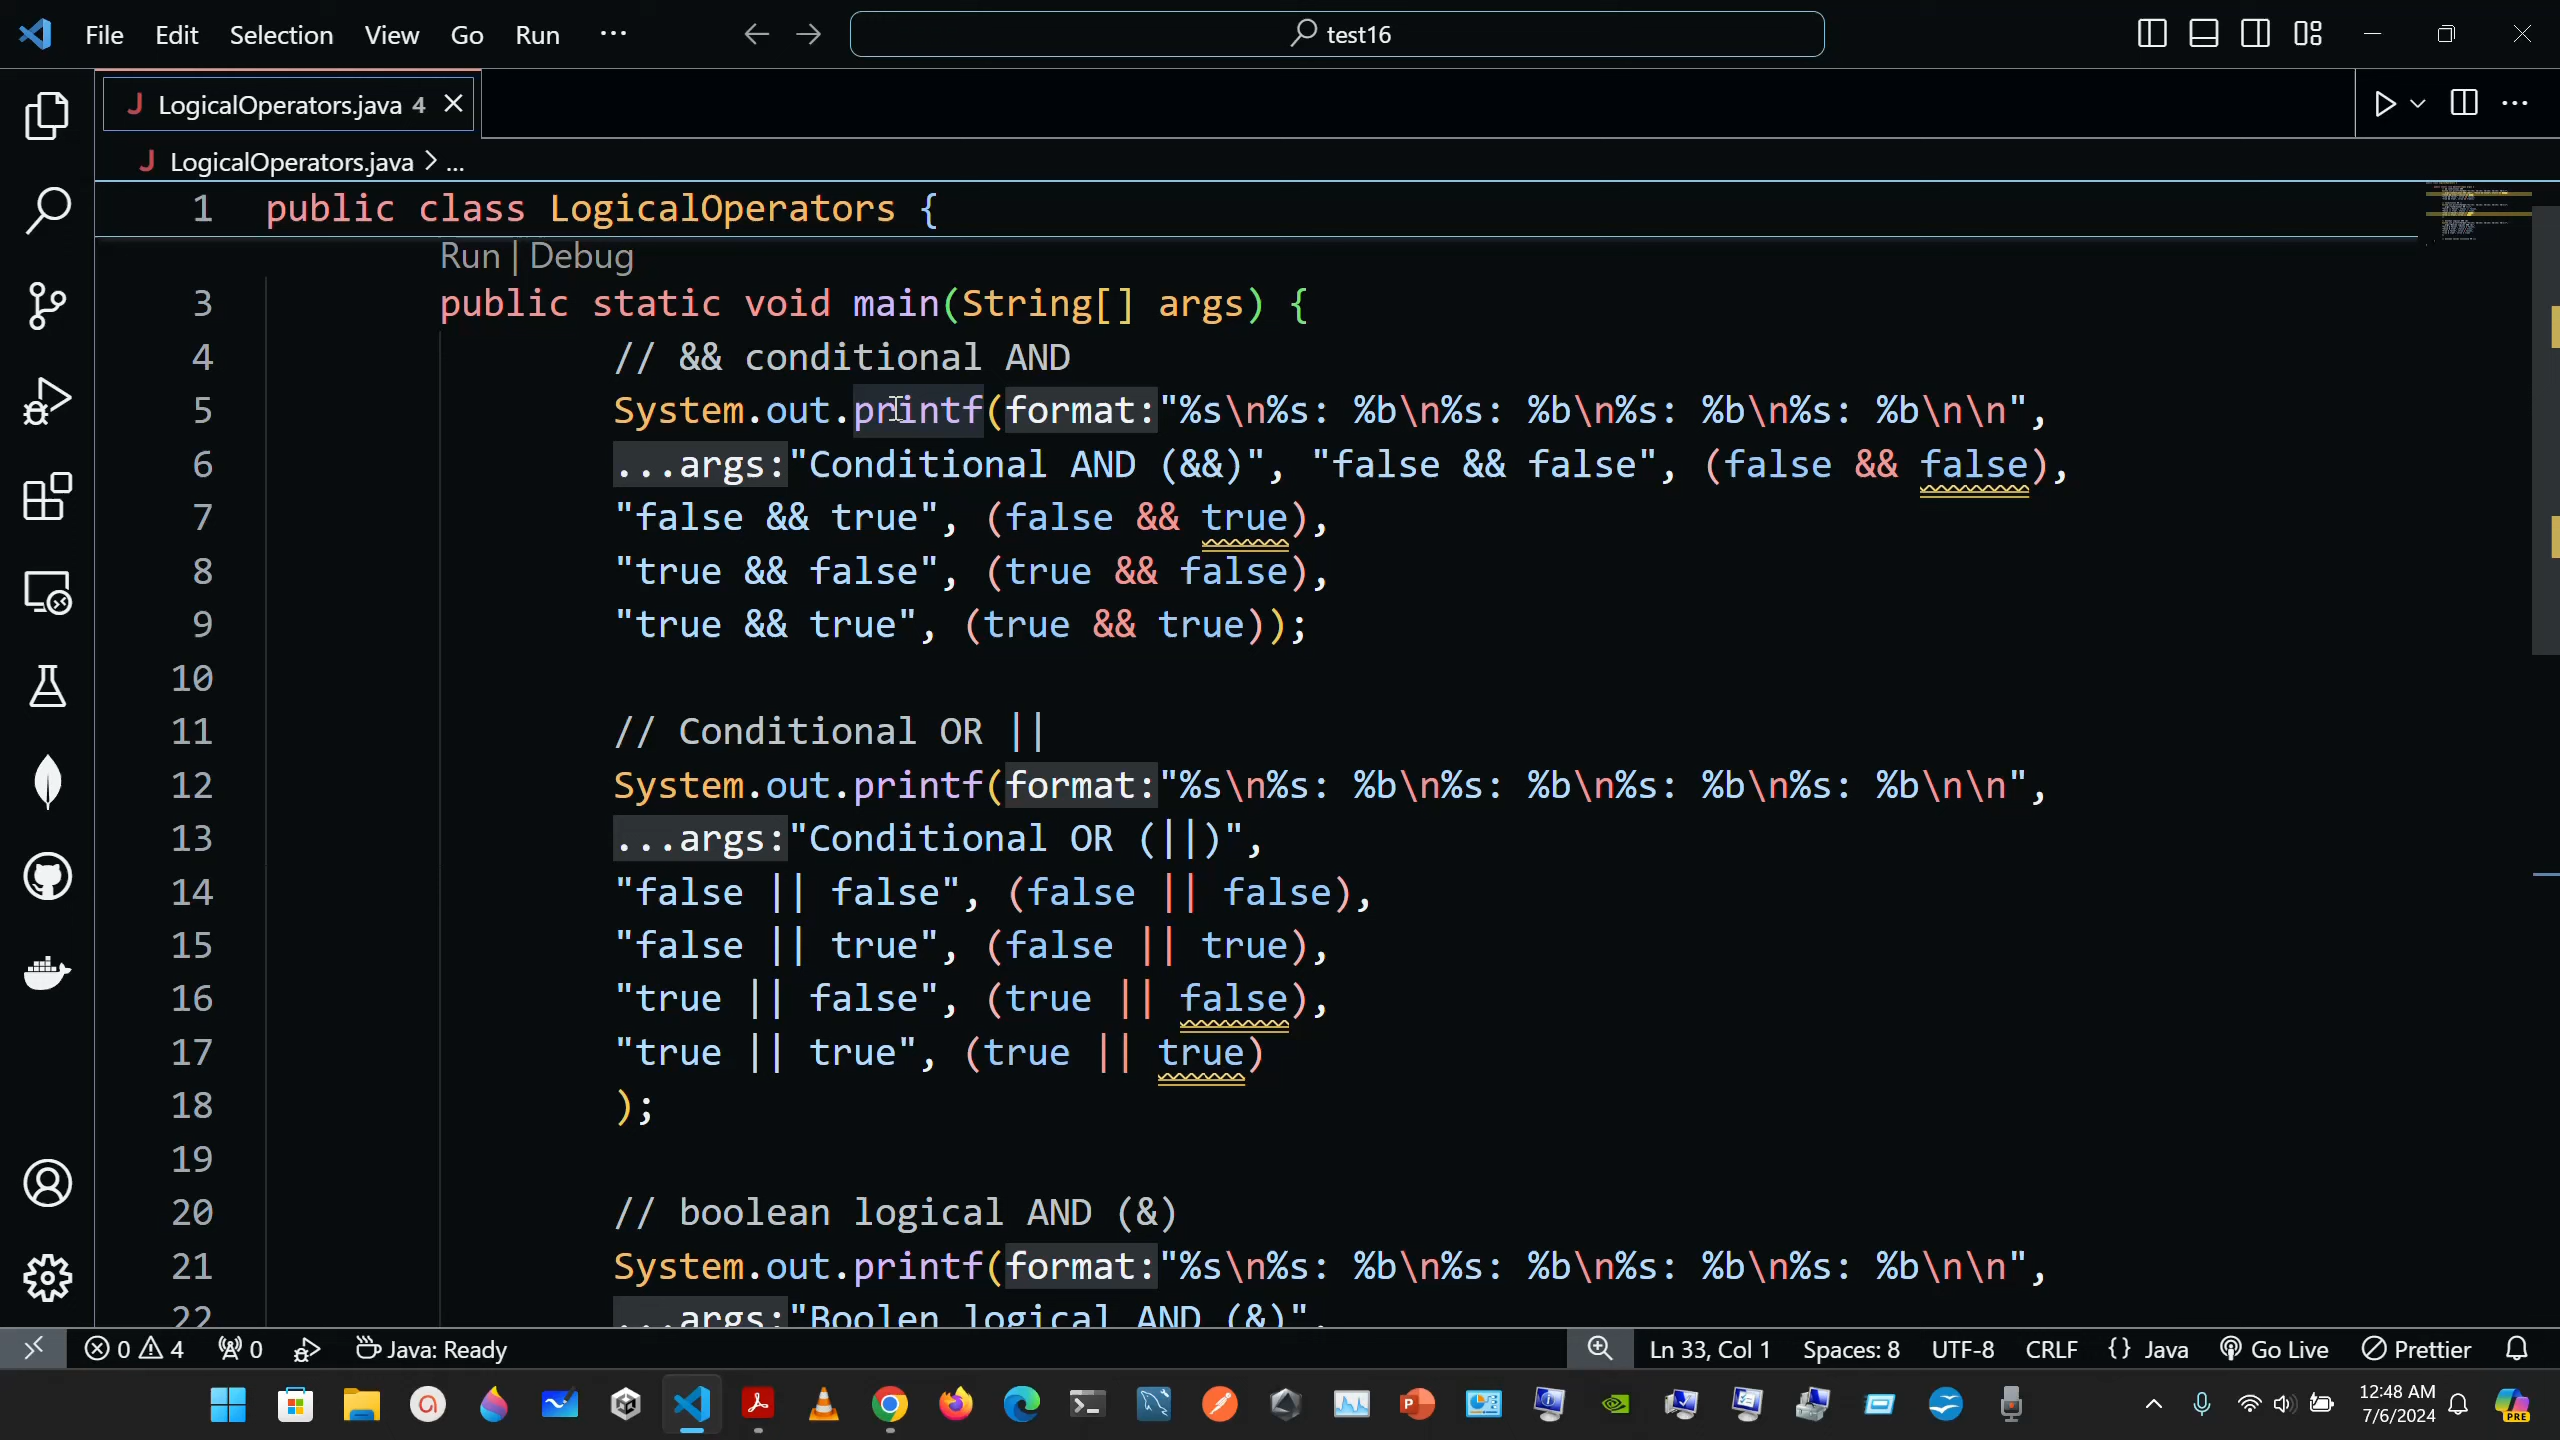 File Edit Selection View Go Run ··· test16
J LogicalOperators.java 4
J LogicalOperators.java > ...
1 public class LogicalOperators {
Run | Debug
3 public static void main(String[] args) {
4 // && conditional AND
5 System.out.printf(format:"%s\n%s: %b\n%s: %b\n%s: %b\n%s: %b\n\n",
6 ...args:"Conditional AND (&&)", "false && false", (false && false),
7 "false && true", (false && true),
8 "true && false", (true && false),
9 "true && true", (true && true));
10
11 // Conditional OR ||
12 System.out.printf(format:"%s\n%s: %b\n%s: %b\n%s: %b\n%s: %b\n\n",
13 ...args:"Conditional OR (||)",
14 "false || false", (false || false),
15 "false || true", (false || true),
16 "true || false", (true || false),
17 "true || true", (true || true)
18 );
19
20 // boolean logical AND (&)
21 System.out.printf(format:"%s\n%s: %b\n%s: %b\n%s: %b\n%s: %b\n\n",
22 ...args:"Boolen logical AND (&)",
0 4 0 Java: Ready Ln 33, Col 1 Spaces: 8 UTF-8 CRLF {} Java Go Live Prettier
12:48 AM
7/6/2024
PRE